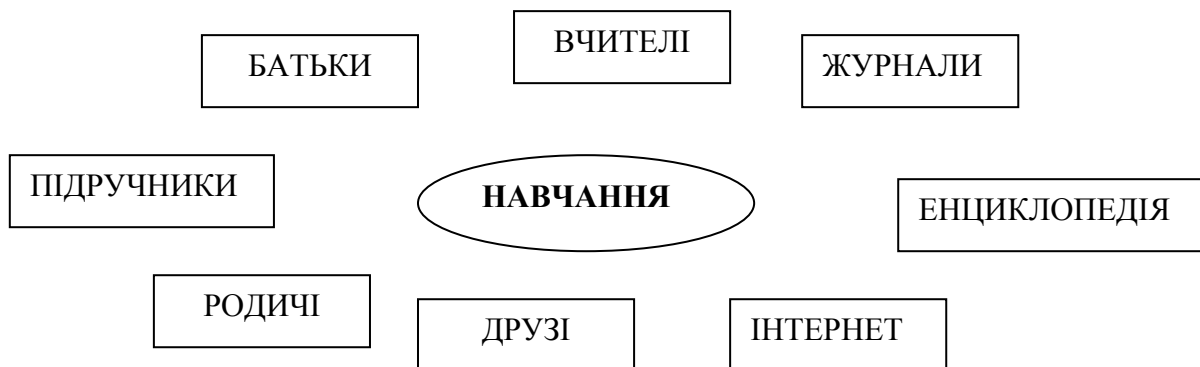 ВЧИТЕЛІ
БАТЬКИ
ЖУРНАЛИ
ПІДРУЧНИКИ
НАВЧАННЯ
ЕНЦИКЛОПЕДІЯ
РОДИЧІ
ДРУЗІ
ІНТЕРНЕТ